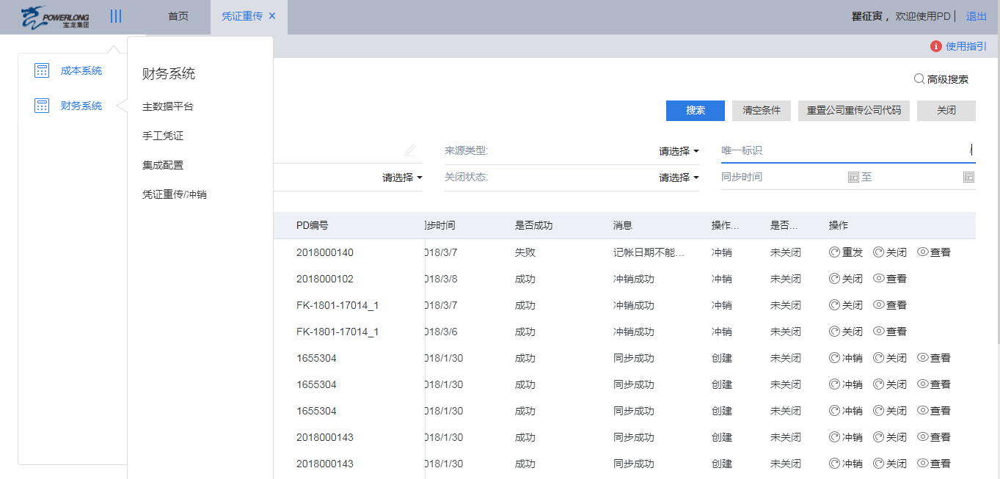 POWERLONG
宝龙集团
首页
凭证重传 ×
瞿征寅，欢迎使用PD | 退出
使用指引
成本系统
财务系统
财务系统
主数据平台
手工凭证
集成配置
凭证重传/冲销
高级搜索
搜索 清空条件 重置公司重传公司代码 关闭
来源类型: 请选择 唯一标识
请选择 关闭状态: 请选择 同步时间 至
PD编号 步时间 是否成功 消息 操作... 是否... 操作
2018000140 018/3/7 失败 记帐日期不能... 冲销 未关闭 重发 关闭 查看
2018000102 018/3/8 成功 冲销成功 冲销 未关闭 关闭 查看
FK-1801-17014_1 018/3/7 成功 冲销成功 冲销 未关闭 关闭 查看
FK-1801-17014_1 018/3/6 成功 冲销成功 冲销 未关闭 关闭 查看
1655304 018/1/30 成功 同步成功 创建 未关闭 冲销 关闭 查看
1655304 018/1/30 成功 同步成功 创建 未关闭 冲销 关闭 查看
1655304 018/1/30 成功 同步成功 创建 未关闭 冲销 关闭 查看
2018000143 018/1/30 成功 同步成功 创建 未关闭 冲销 关闭 查看
2018000143 018/1/30 成功 同步成功 创建 未关闭 冲销 关闭 查看